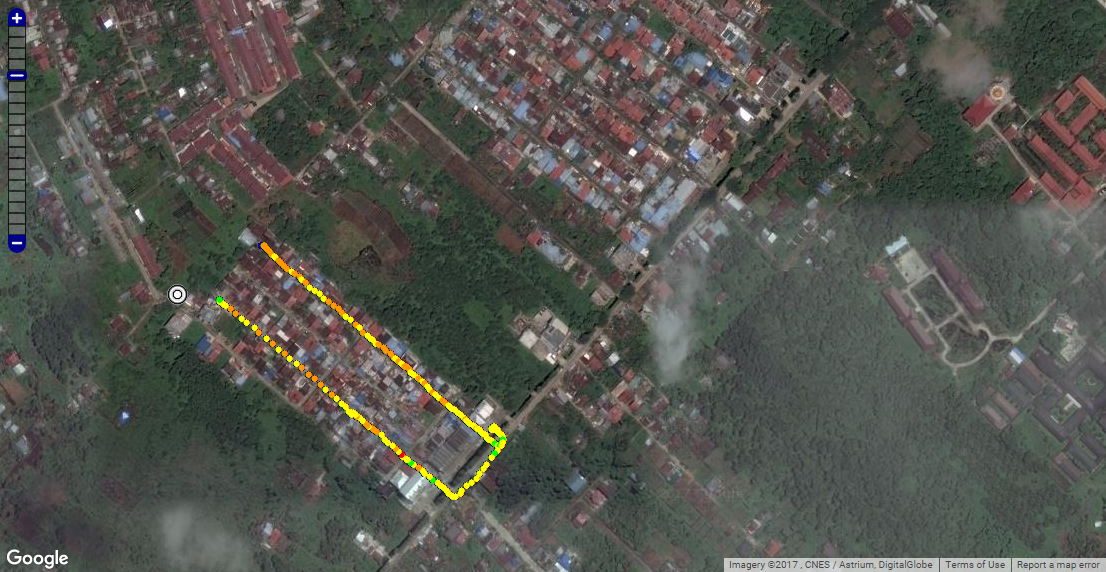 Google
Imagery ©2017 , CNES / Astrium, DigitalGlobe
Terms of Use
Report a map error